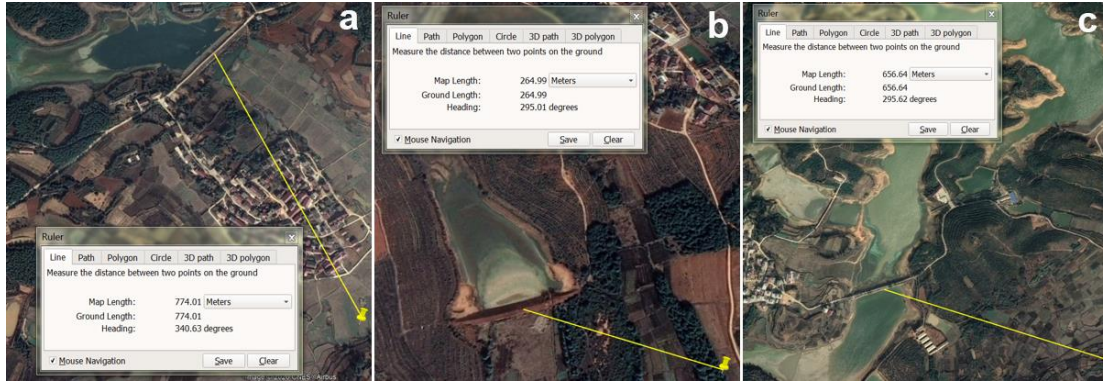 a
Ruler x
Line Path Polygon Circle 3D path 3D polygon
Measure the distance between two points on the ground
Map Length: 774.01 Meters
Ground Length: 774.01
Heading: 340.63 degrees
Mouse Navigation Save Clear
b
Ruler x
Line Path Polygon Circle 3D path 3D polygon
Measure the distance between two points on the ground
Map Length: 264.99 Meters
Ground Length: 264.99
Heading: 295.01 degrees
Mouse Navigation Save Clear
c
Ruler x
Line Path Polygon Circle 3D path 3D polygon
Measure the distance between two points on the ground
Map Length: 656.64 Meters
Ground Length: 656.64
Heading: 295.62 degrees
Mouse Navigation Save Clear